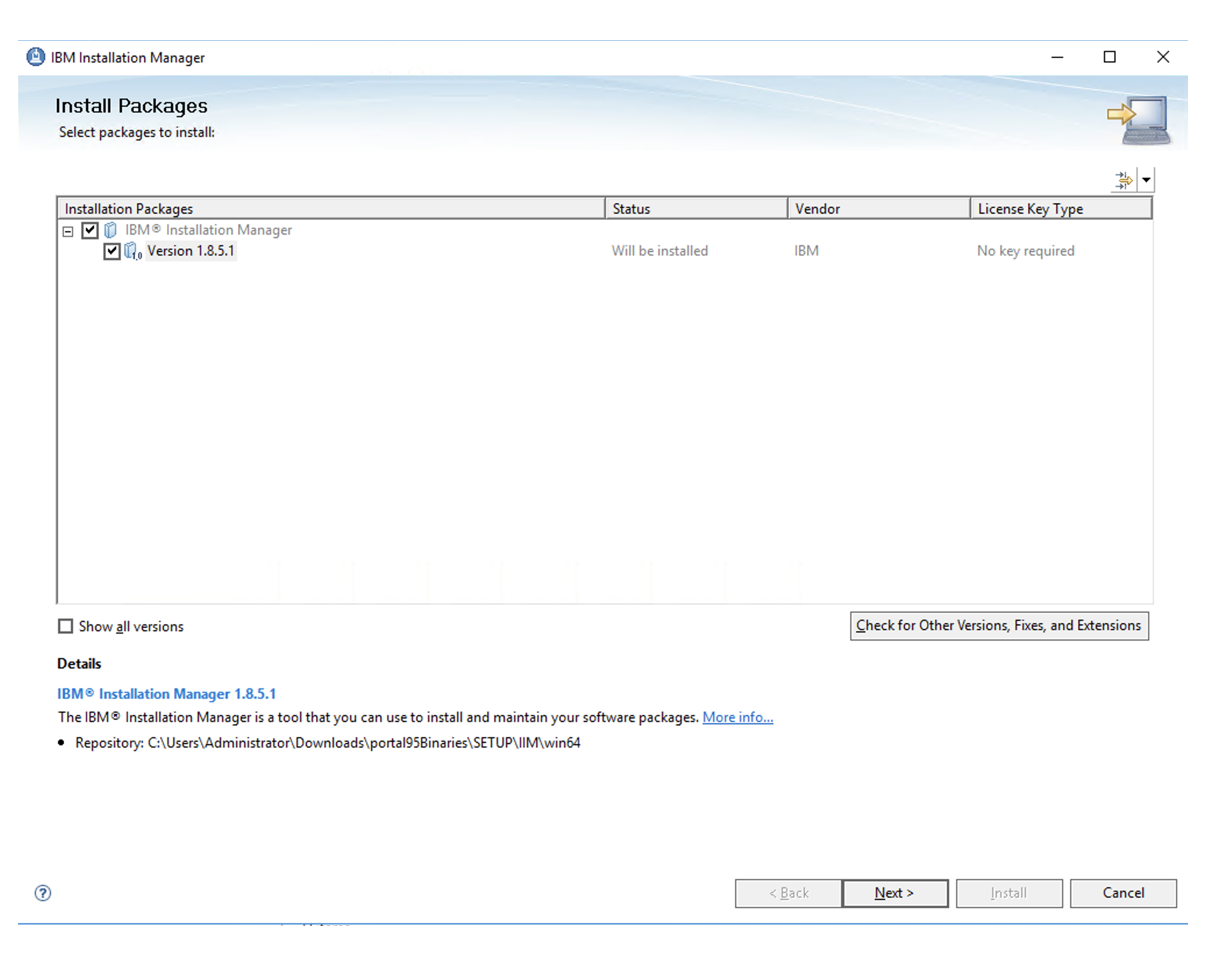 IBM Installation Manager
Install Packages
Select packages to install:
Installation Packages Status Vendor License Key Type
IBM® Installation Manager
Version 1.8.5.1 Will be installed IBM No key required
Show all versions Check for Other Versions, Fixes, and Extensions
Details
IBM® Installation Manager 1.8.5.1
The IBM® Installation Manager is a tool that you can use to install and maintain your software packages. More info...
• Repository: C:\Users\Administrator\Downloads\portal95Binaries\SETUP\IIM\win64
< Back Next > Install Cancel